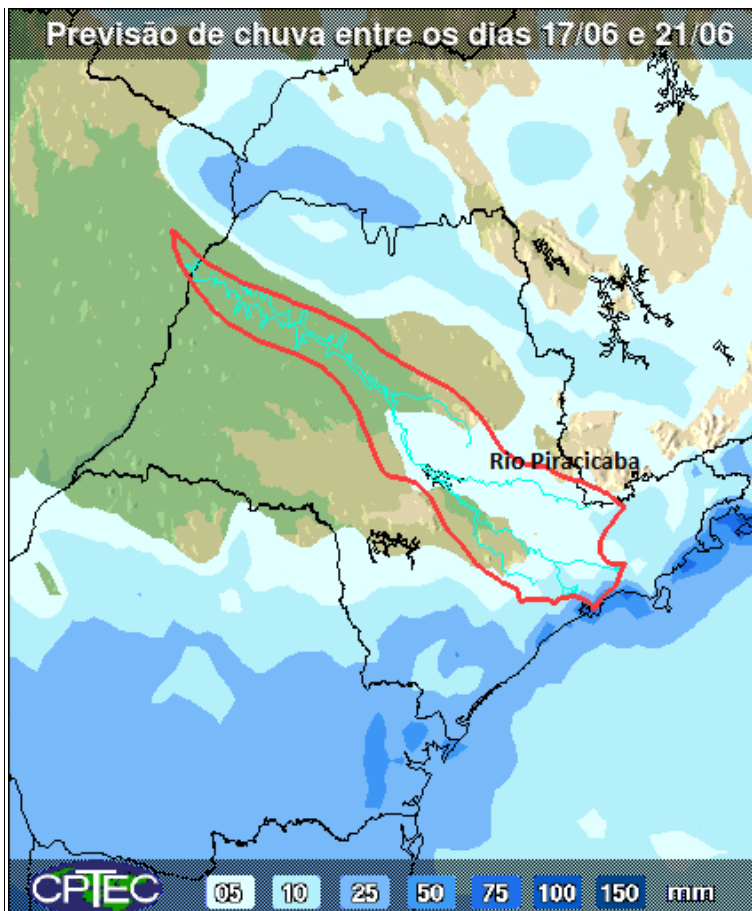 Previsão de chuva entre os dias 17/06 e 21/06
Rio Piracicaba
CPTEC 05 10 25 50 75 100 150 mm